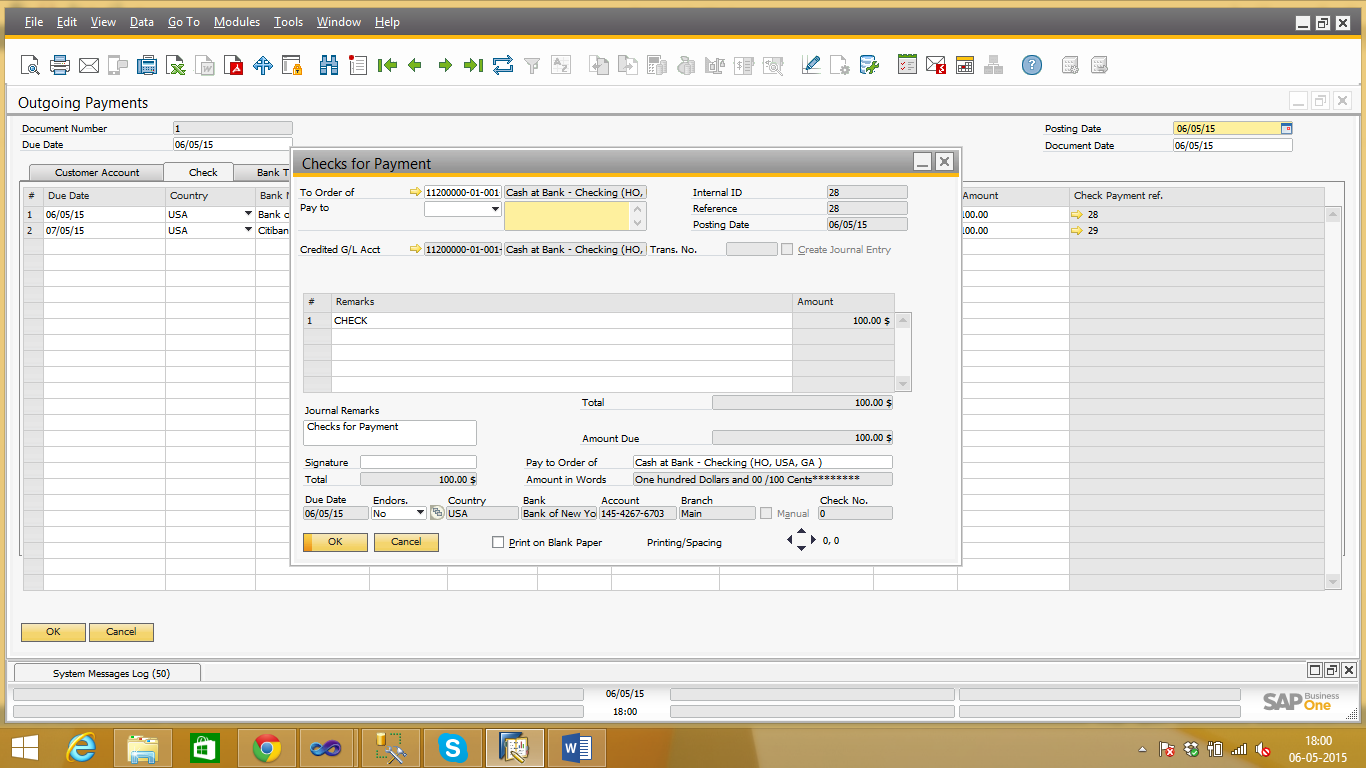 File Edit View Data Go To Modules Tools Window Help
Outgoing Payments
Document Number 1 Posting Date 06/05/15
Due Date 06/05/15 Document Date 06/05/15
Customer Account Check Bank T
# Due Date Country Bank N Amount Check Payment ref.
1 06/05/15 USA Bank o 100.00 28
2 07/05/15 USA Citiban 100.00 29
Checks for Payment
To Order of 11200000-01-001- Cash at Bank - Checking (HO, Internal ID 28
Pay to Reference 28
Posting Date 06/05/15
Credited G/L Acct 11200000-01-001- Cash at Bank - Checking (HO, Trans. No. Create Journal Entry
# Remarks Amount
1 CHECK 100.00 $
Total 100.00 $
Journal Remarks
Checks for Payment
Amount Due 100.00 $
Signature Pay to Order of Cash at Bank - Checking (HO, USA, GA )
Total 100.00 $ Amount in Words One hundred Dollars and 00 /100 Cents********
Due Date Endors. Country Bank Account Branch Check No.
06/05/15 No USA Bank of New Yo 145-4267-6703 Main Manual 0
OK Cancel Print on Blank Paper Printing/Spacing 0, 0
OK Cancel
System Messages Log (50)
06/05/15
18:00
SAP Business One
18:00
06-05-2015